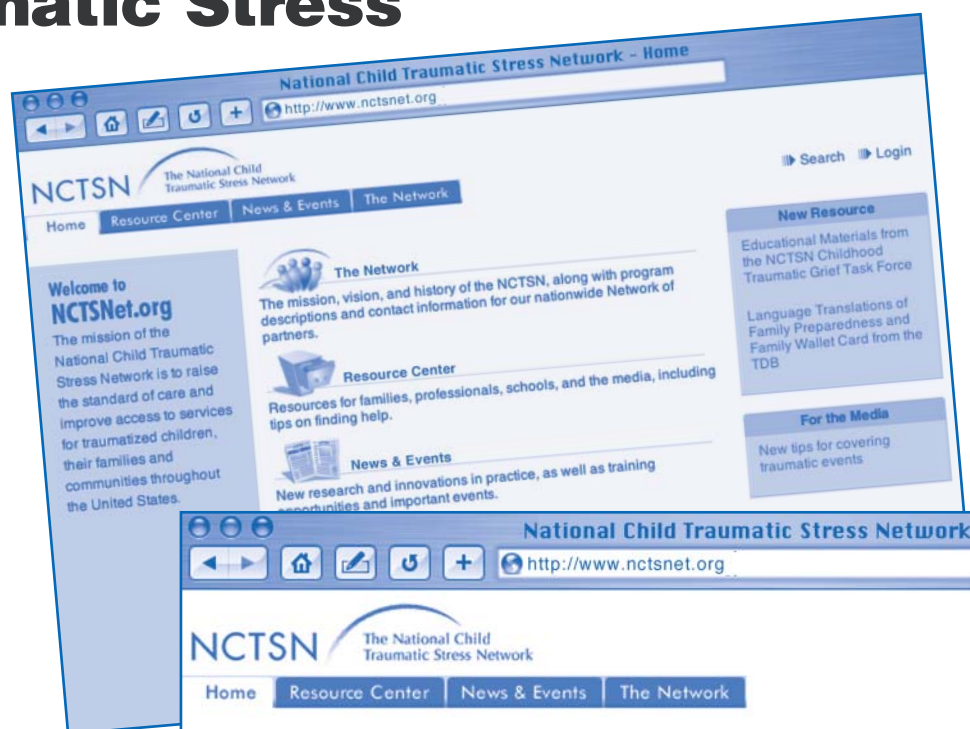 matic Stress
National Child Traumatic Stress Network - Home
http://www.nctsnet.org
NCTSN
The National Child
Traumatic Stress Network
Search Login
Home Resource Center News & Events The Network
Welcome to
NCTSNet.org
The mission of the
National Child Traumatic
Stress Network is to raise
the standard of care and
improve access to services
for traumatized children,
their families and
communities throughout
the United States.
The Network
The mission, vision, and history of the NCTSN, along with program
descriptions and contact information for our nationwide Network of
partners.
Resource Center
Resources for families, professionals, schools, and the media, including
tips on finding help.
News & Events
New research and innovations in practice, as well as training
opportunities and important events.
New Resource
Educational Materials from
the NCTSN Childhood
Traumatic Grief Task Force
Language Translations of
Family Preparedness and
Family Wallet Card from the
TDB
For the Media
New tips for covering
traumatic events
National Child Traumatic Stress Network
http://www.nctsnet.org
NCTSN
The National Child
Traumatic Stress Network
Home Resource Center News & Events The Network